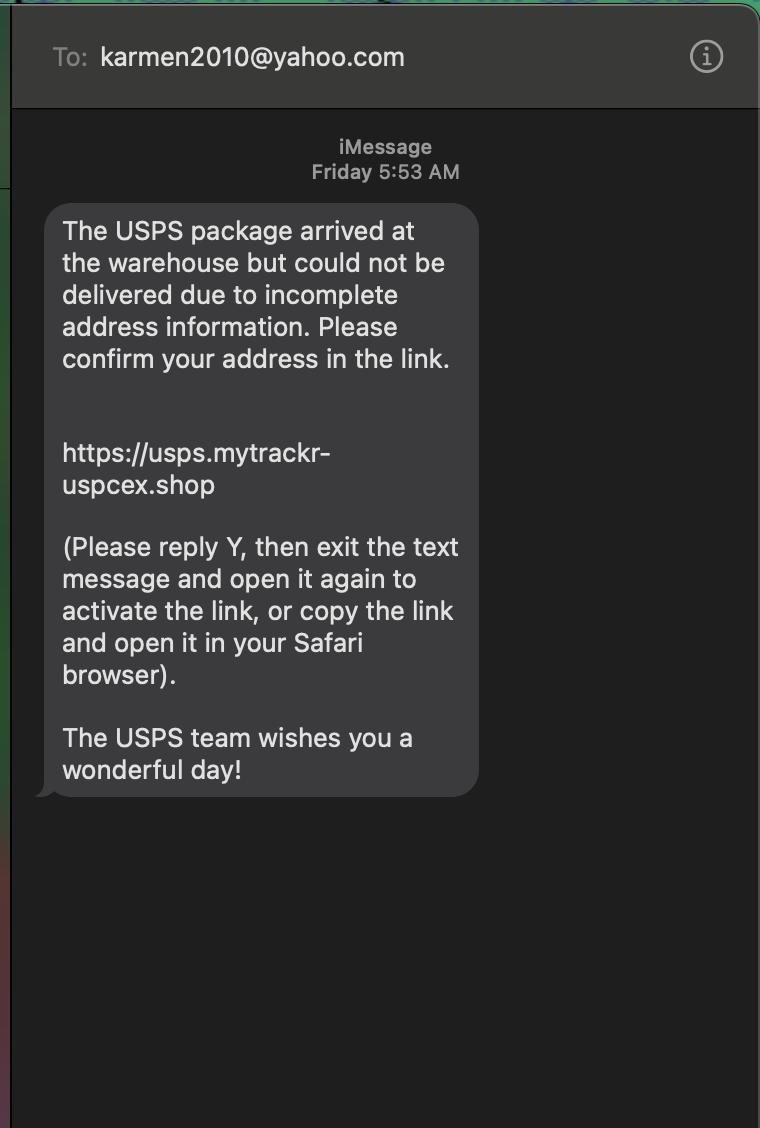 To: karmen2010@yahoo.com
iMessage
Friday 5:53 AM
The USPS package arrived at
the warehouse but could not be
delivered due to incomplete
address information. Please
confirm your address in the link.
https://usps.mytrackr-
uspcex.shop
(Please reply Y, then exit the text
message and open it again to
activate the link, or copy the link
and open it in your Safari
browser).
The USPS team wishes you a
wonderful day!